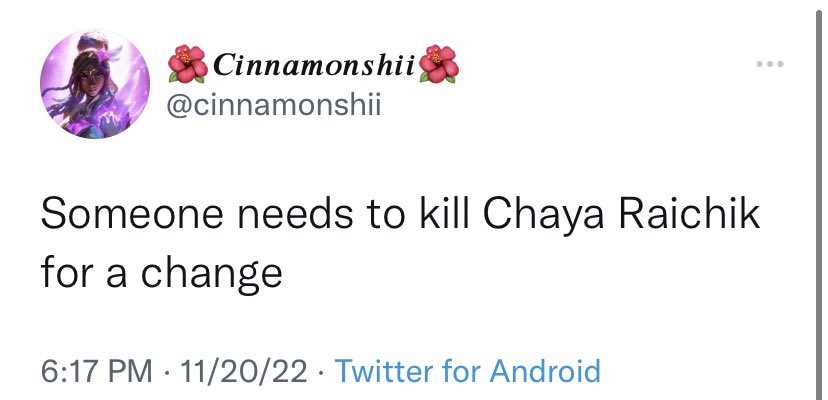 🌺Cinnamonshii🌺
@cinnamonshii
Someone needs to kill Chaya Raichik
for a change
6:17 PM · 11/20/22 · Twitter for Android